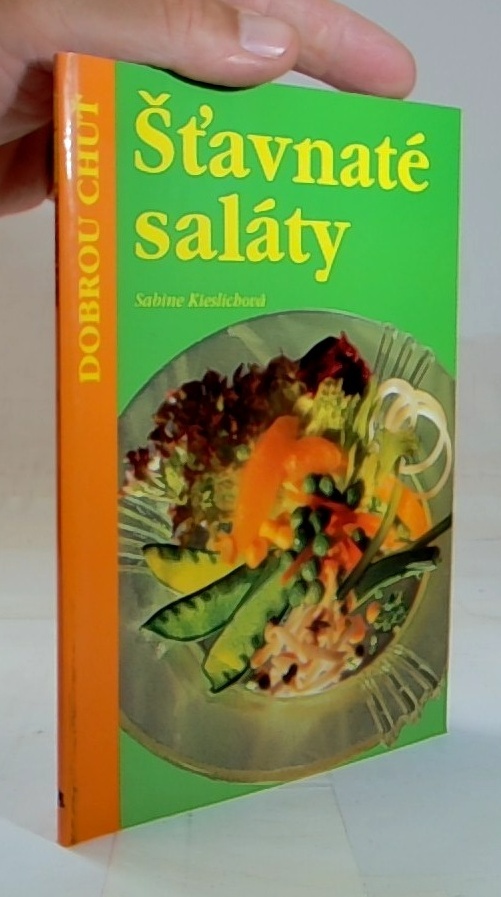 DOBROU CHUŤ
Šťavnaté
saláty
Sabine Kieslichová